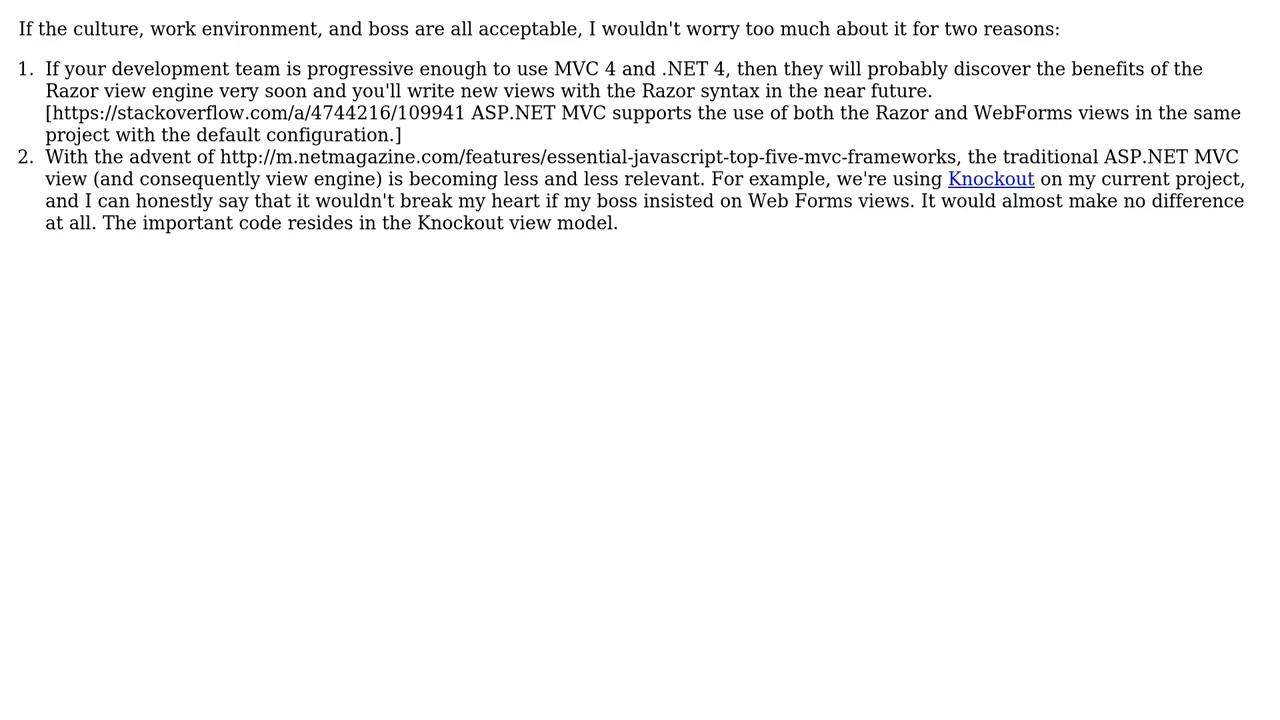 If the culture, work environment, and boss are all acceptable, I wouldn't worry too much about it for two reasons:
1. If your development team is progressive enough to use MVC 4 and .NET 4, then they will probably discover the benefits of the
Razor view engine very soon and you'll write new views with the Razor syntax in the near future.
[https://stackoverflow.com/a/4744216/109941 ASP.NET MVC supports the use of both the Razor and WebForms views in the same
project with the default configuration.]
2. With the advent of http://m.netmagazine.com/features/essential-javascript-top-five-mvc-frameworks, the traditional ASP.NET MVC
view (and consequently view engine) is becoming less and less relevant. For example, we're using Knockout on my current project,
and I can honestly say that it wouldn't break my heart if my boss insisted on Web Forms views. It would almost make no difference
at all. The important code resides in the Knockout view model.